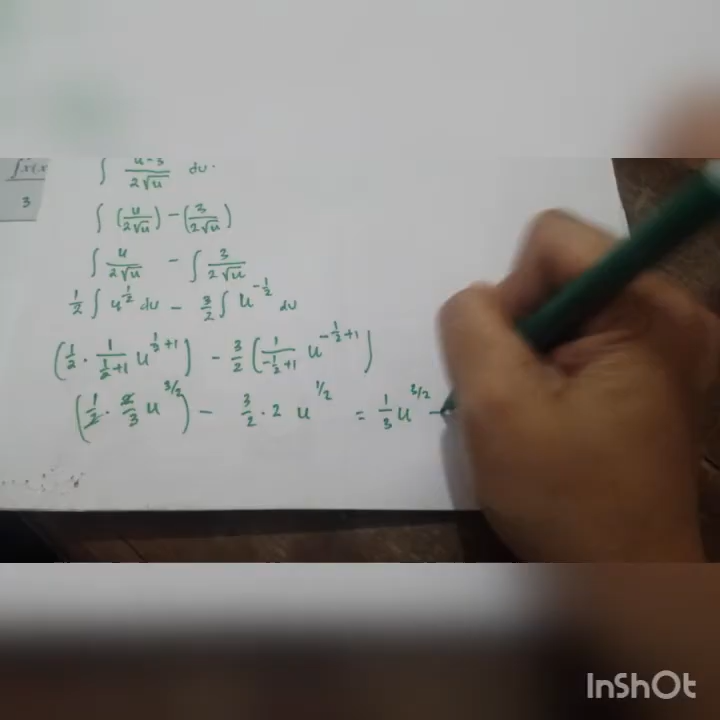 ∫x(x
3
∫ (u-3)/(2√u) du.
∫ (u/(2√u)) - (3/(2√u))
∫ u/(2√u) - ∫ 3/(2√u)
1/2 ∫ u^(1/2) du - 3/2 ∫ u^(-1/2) du
(1/2 · 1/(1/2+1) u^(1/2+1)) - 3/2 (1/(-1/2+1) u^(-1/2+1))
(1/2 · 2/3 u^(3/2)) - 3/2 · 2 u^(1/2) = 1/3 u^(3/2) -
InShOt